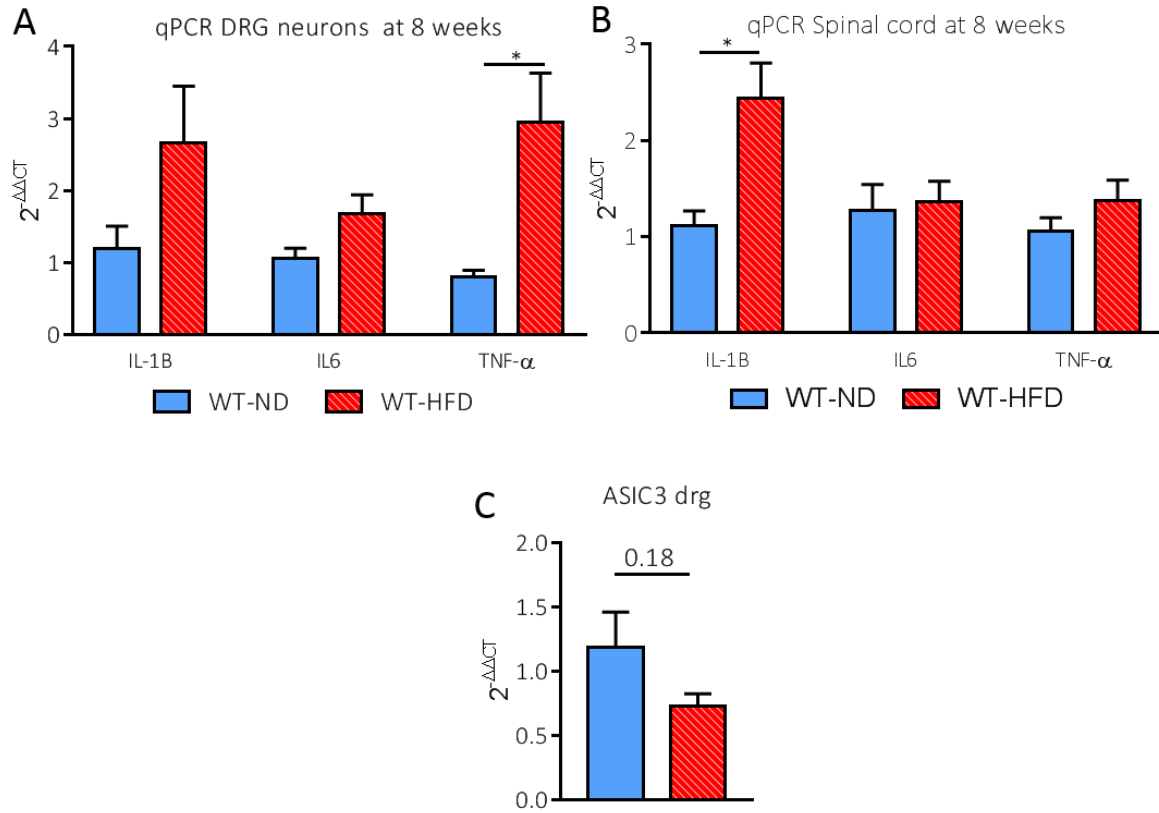 A
qPCR DRG neurons at 8 weeks
4
3
2
1
0
2-ΔΔCT
*
IL-1B IL6 TNF-α
WT-ND WT-HFD
B
qPCR Spinal cord at 8 weeks
3
2
1
0
2-ΔΔCT
*
IL-1B IL6 TNF-α
WT-ND WT-HFD
C
ASIC3 drg
2.0
1.5
1.0
0.5
0.0
2-ΔΔCT
0.18